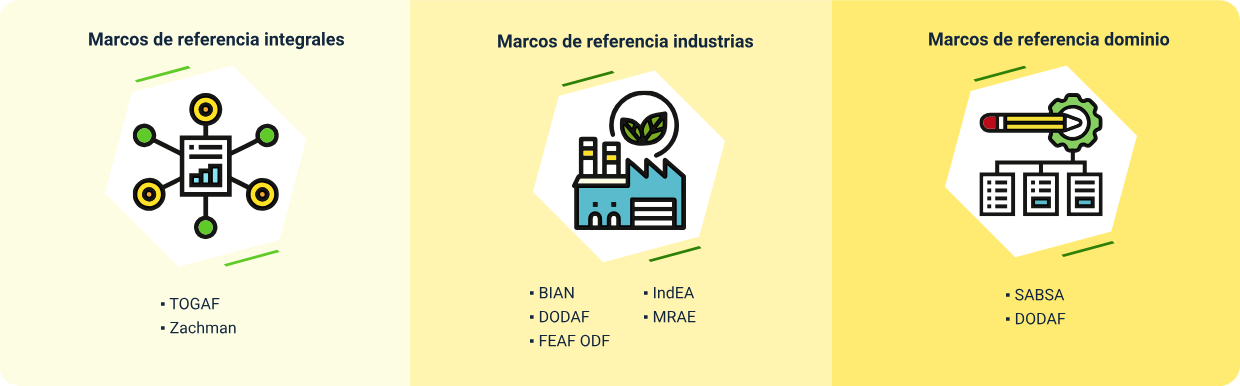 Marcos de referencia integrales
▪ TOGAF
▪ Zachman
Marcos de referencia industrias
▪ BIAN
▪ DODAF
▪ FEAF ODF
▪ IndEA
▪ MRAE
Marcos de referencia dominio
▪ SABSA
▪ DODAF